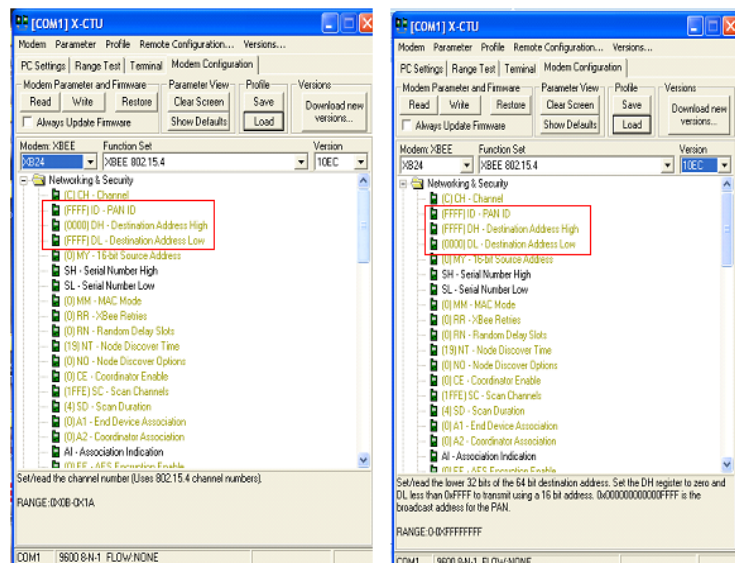 [COM1] X-CTU
Modem Parameter Profile Remote Configuration... Versions...
PC Settings Range Test Terminal Modem Configuration
Modem Parameter and Firmware Parameter View Profile Versions
Read Write Restore Clear Screen Save Download new versions...
Always Update Firmware Show Defaults Load
Modem: XBEE Function Set Version
XB24 XBEE 802.15.4 10EC
Networking & Security
(C) CH - Channel
(FFFF) ID - PAN ID
(0000) DH - Destination Address High
(FFFF) DL - Destination Address Low
(0) MY - 16-bit Source Address
SH - Serial Number High
SL - Serial Number Low
(0) MM - MAC Mode
(0) RR - XBee Retries
(0) RN - Random Delay Slots
(19) NT - Node Discover Time
(0) NO - Node Discover Options
(0) CE - Coordinator Enable
(1FFE) SC - Scan Channels
(4) SD - Scan Duration
(0) A1 - End Device Association
(0) A2 - Coordinator Association
AI - Association Indication
(0) EE - AES Encryption Enable
Set/read the channel number (Uses 802.15.4 channel numbers).
RANGE:0X0B-0X1A
COM1 9600 8-N-1 FLOW:NONE
[COM1] X-CTU
Modem Parameter Profile Remote Configuration... Versions...
PC Settings Range Test Terminal Modem Configuration
Modem Parameter and Firmware Parameter View Profile Versions
Read Write Restore Clear Screen Save Download new versions...
Always Update Firmware Show Defaults Load
Modem: XBEE Function Set Version
XB24 XBEE 802.15.4 10EC
Networking & Security
(C) CH - Channel
(FFFF) ID - PAN ID
(FFFF) DH - Destination Address High
(0000) DL - Destination Address Low
(0) MY - 16-bit Source Address
SH - Serial Number High
SL - Serial Number Low
(0) MM - MAC Mode
(0) RR - XBee Retries
(0) RN - Random Delay Slots
(19) NT - Node Discover Time
(0) NO - Node Discover Options
(0) CE - Coordinator Enable
(1FFE) SC - Scan Channels
(4) SD - Scan Duration
(0) A1 - End Device Association
(0) A2 - Coordinator Association
AI - Association Indication
(0) EE - AES Encryption Enable
Set/read the lower 32 bits of the 64 bit destination address. Set the DH register to zero and
DL less than 0xFFFF to transmit using a 16 bit address. 0x000000000000FFFF is the
broadcast address for the PAN.
RANGE:0-0XFFFFFFFF
COM1 9600 8-N-1 FLOW:NONE